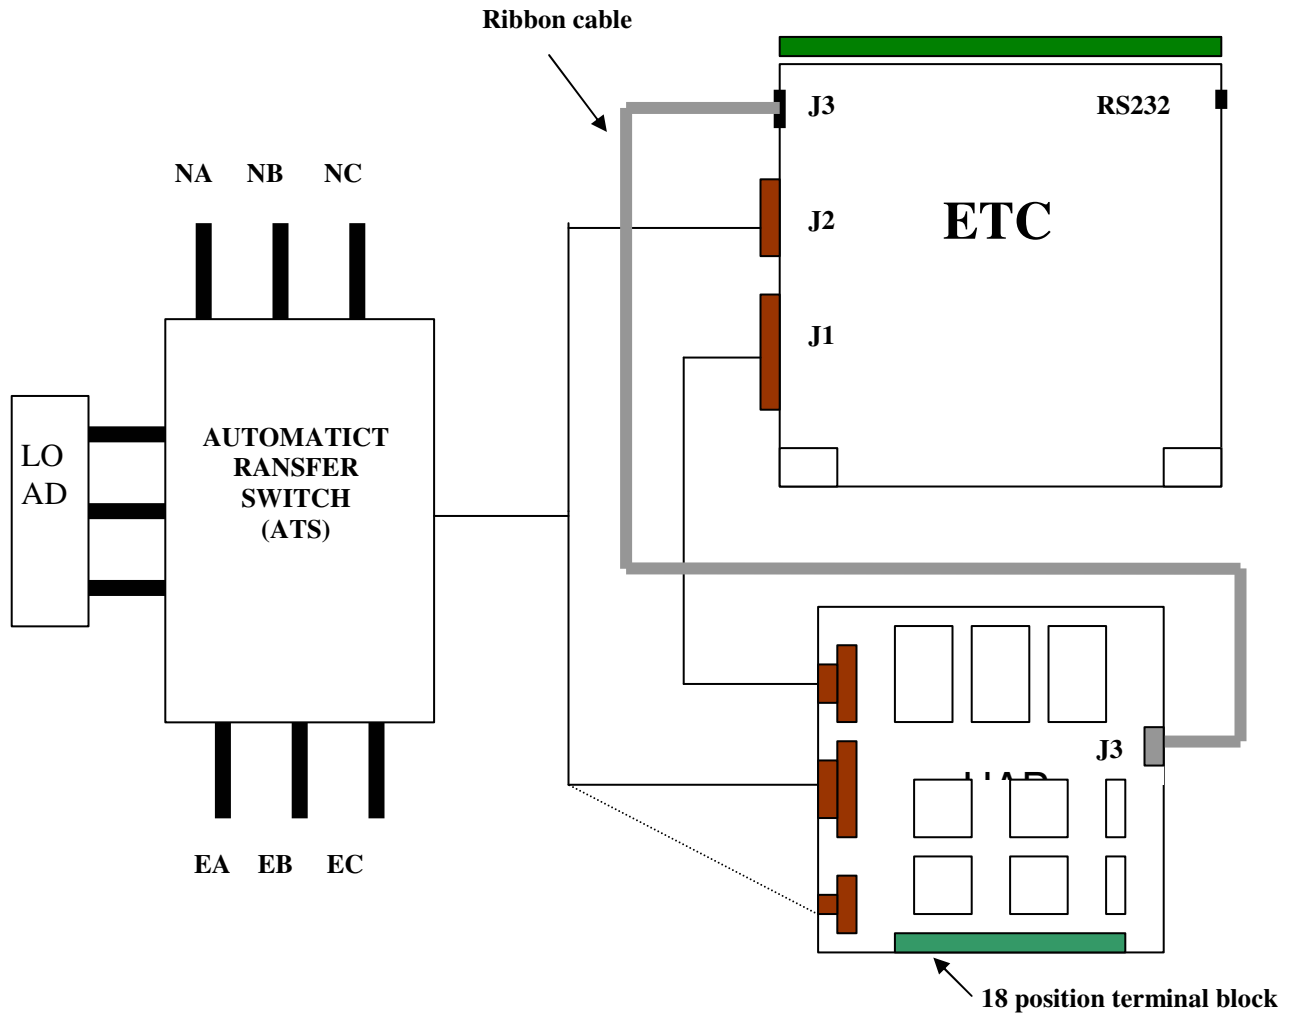 Ribbon cable
J3
RS232
NA NB NC
J2
ETC
J1
LO
AD
AUTOMATICT
RANSFER
SWITCH
(ATS)
J3
EA EB EC
18 position terminal block